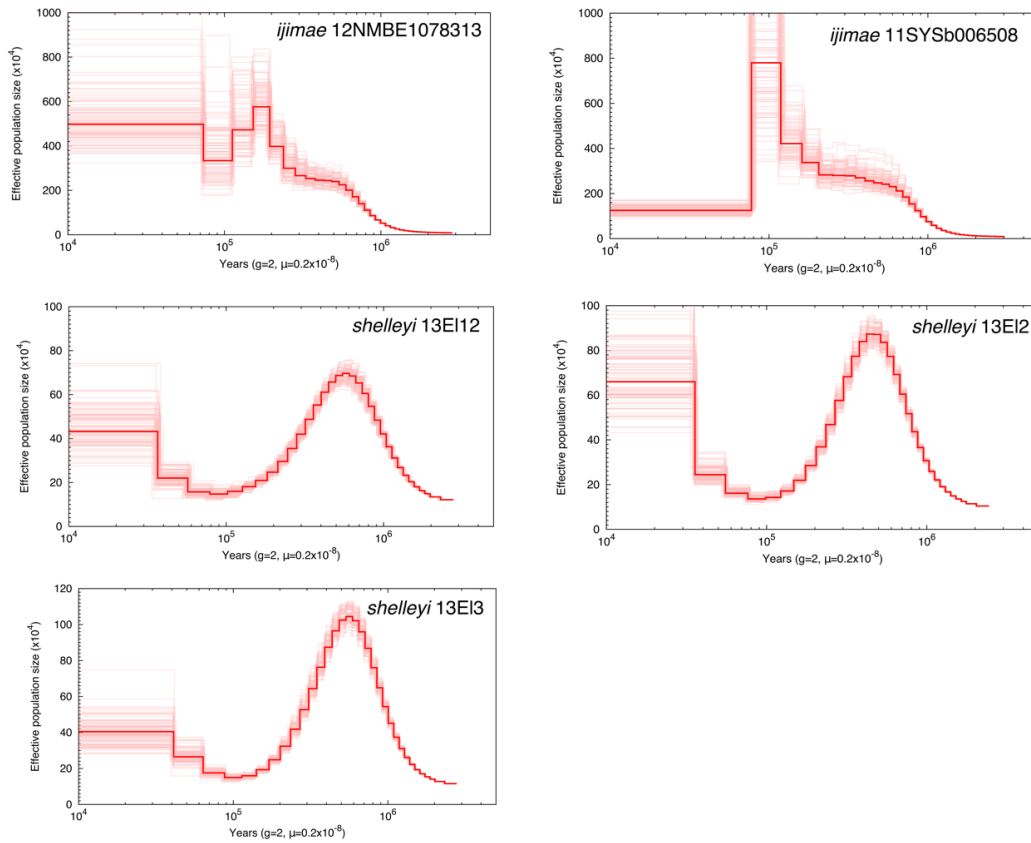 ijimae 12NMBE1078313
Effective population size (x10⁴)
1000
800
600
400
200
0
10⁴ 10⁵ 10⁶
Years (g=2, μ=0.2x10⁻⁸)
ijimae 11SYSb006508
Effective population size (x10⁴)
1000
800
600
400
200
0
10⁴ 10⁵ 10⁶
Years (g=2, μ=0.2x10⁻⁸)
shelleyi 13El12
Effective population size (x10⁴)
100
80
60
40
20
0
10⁴ 10⁵ 10⁶
Years (g=2, μ=0.2x10⁻⁸)
shelleyi 13El2
Effective population size (x10⁴)
100
80
60
40
20
0
10⁴ 10⁵ 10⁶
Years (g=2, μ=0.2x10⁻⁸)
shelleyi 13El3
Effective population size (x10⁴)
120
100
80
60
40
20
0
10⁴ 10⁵ 10⁶
Years (g=2, μ=0.2x10⁻⁸)